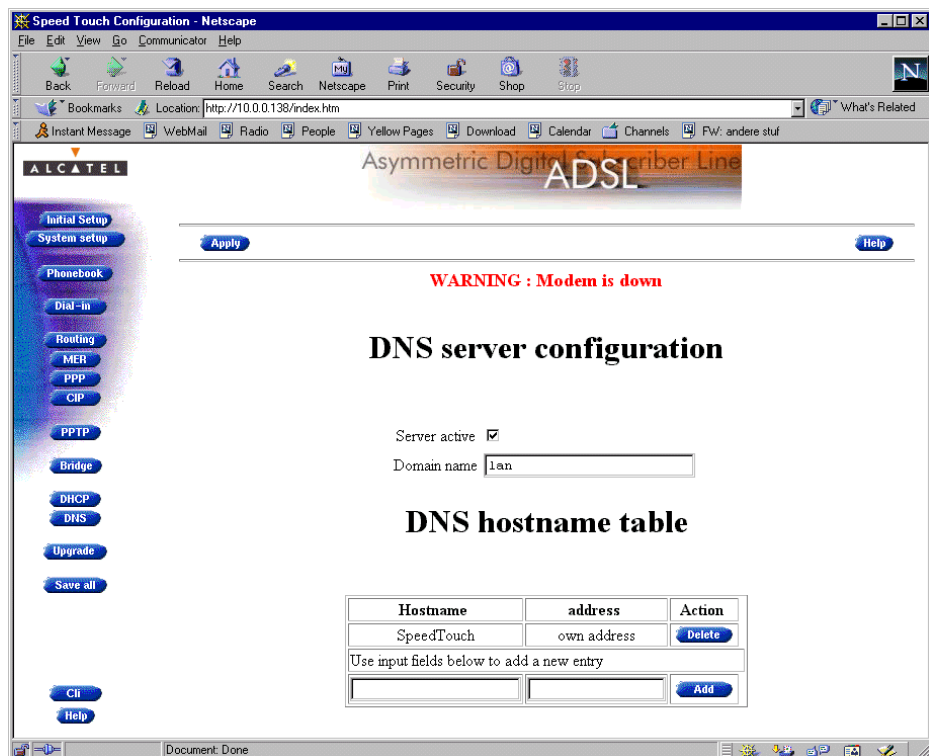 Speed Touch Configuration - Netscape
File Edit View Go Communicator Help
Back Forward Reload Home Search Netscape Print Security Shop Stop
My
N
Bookmarks Location: http://10.0.0.138/index.htm What's Related
Instant Message WebMail Radio People Yellow Pages Download Calendar Channels FW: andere stuf
ALCATEL
Asymmetric Digital Subscriber Line
ADSL
Initial Setup
System setup
Apply
Help
Phonebook
WARNING : Modem is down
Dial-in
Routing
MER
PPP
CIP
DNS server configuration
PPTP
Server active
Bridge
Domain name lan
DHCP
DNS
DNS hostname table
Upgrade
Save all
Hostname address Action
SpeedTouch own address Delete
Use input fields below to add a new entry
Add
Cli
Help
Document: Done